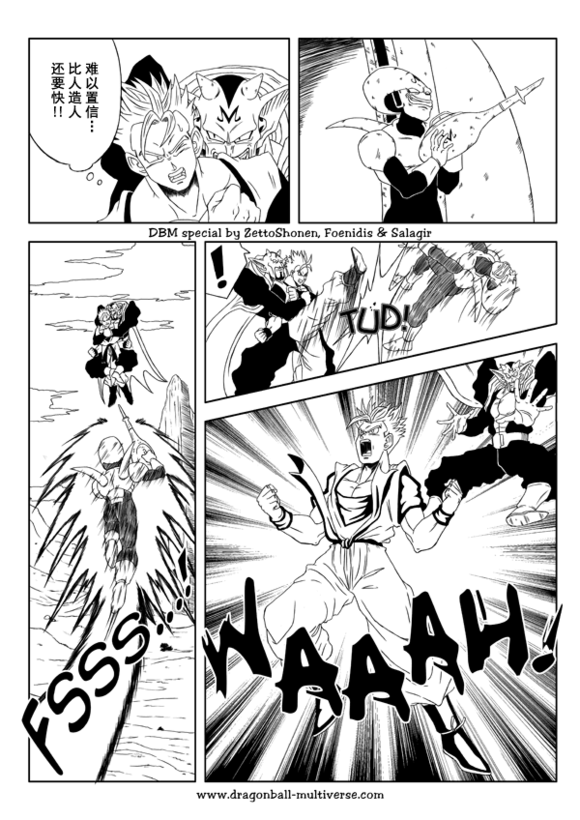 难以置信…
比人造人
还要快!!
M
DBM special by ZettoShonen, Foenidis & Salagir
!
TUD!
FSSS....!
WAAAAH!
www.dragonball-multiverse.com